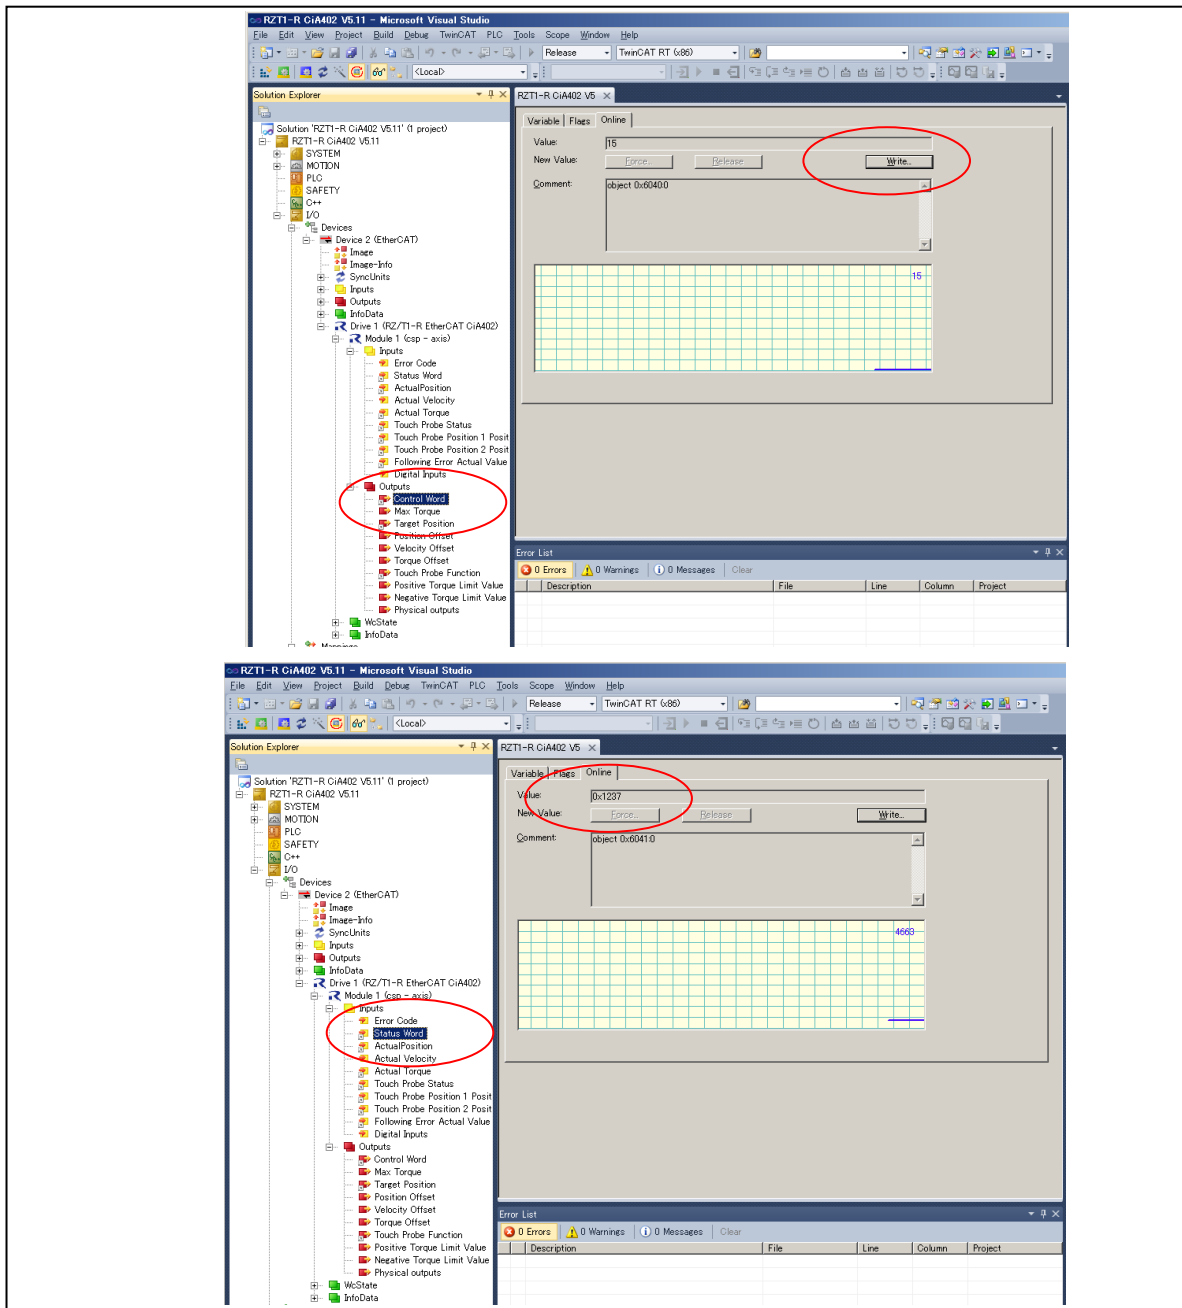 RZT1-R CiA402 V5.11 - Microsoft Visual Studio
File Edit View Project Build Debug TwinCAT PLC Tools Scope Window Help
Release TwinCAT RT (x86)
<Local>
Solution Explorer
RZT1-R CiA402 V5
Solution 'RZT1-R CiA402 V5.11' (1 project)
RZT1-R CiA402 V5.11
SYSTEM
MOTION
PLC
SAFETY
C++
I/O
Devices
Device 2 (EtherCAT)
Image
Image-Info
SyncUnits
Inputs
Outputs
InfoData
Drive 1 (RZ/T1-R EtherCAT CiA402)
Module 1 (csp - axis)
Inputs
Error Code
Status Word
ActualPosition
Actual Velocity
Actual Torque
Touch Probe Status
Touch Probe Position 1 Posit
Touch Probe Position 2 Posit
Following Error Actual Value
Digital Inputs
Outputs
Control Word
Max Torque
Target Position
Position Offset
Velocity Offset
Torque Offset
Touch Probe Function
Positive Torque Limit Value
Negative Torque Limit Value
Physical outputs
WcState
InfoData
Mappings
Variable Flags Online
Value: 15
New Value: Force.. Release Write..
Comment: object 0x6040:0
15
Error List
0 Errors 0 Warnings 0 Messages Clear
Description File Line Column Project
RZT1-R CiA402 V5.11 - Microsoft Visual Studio
File Edit View Project Build Debug TwinCAT PLC Tools Scope Window Help
Release TwinCAT RT (x86)
<Local>
Solution Explorer
RZT1-R CiA402 V5
Solution 'RZT1-R CiA402 V5.11' (1 project)
RZT1-R CiA402 V5.11
SYSTEM
MOTION
PLC
SAFETY
C++
I/O
Devices
Device 2 (EtherCAT)
Image
Image-Info
SyncUnits
Inputs
Outputs
InfoData
Drive 1 (RZ/T1-R EtherCAT CiA402)
Module 1 (csp - axis)
Inputs
Error Code
Status Word
ActualPosition
Actual Velocity
Actual Torque
Touch Probe Status
Touch Probe Position 1 Posit
Touch Probe Position 2 Posit
Following Error Actual Value
Digital Inputs
Outputs
Control Word
Max Torque
Target Position
Position Offset
Velocity Offset
Torque Offset
Touch Probe Function
Positive Torque Limit Value
Negative Torque Limit Value
Physical outputs
WcState
InfoData
Variable Flags Online
Value: 0x1237
New Value: Force.. Release Write..
Comment: object 0x6041:0
4663
Error List
0 Errors 0 Warnings 0 Messages Clear
Description File Line Column Project